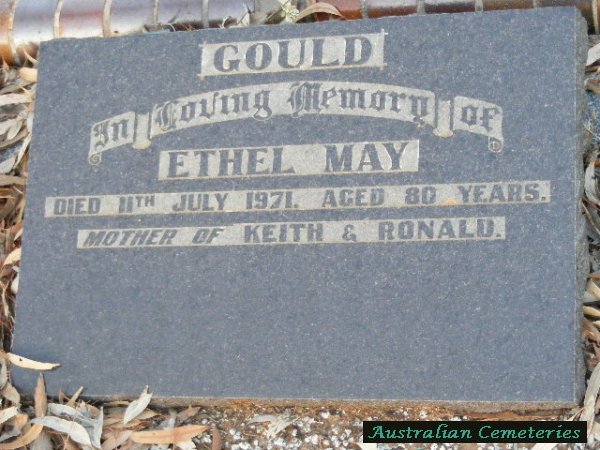 GOULD
In Loving Memory of
ETHEL MAY
DIED 11TH JULY 1971. AGED 80 YEARS.
MOTHER OF KEITH & RONALD.
Australian Cemeteries